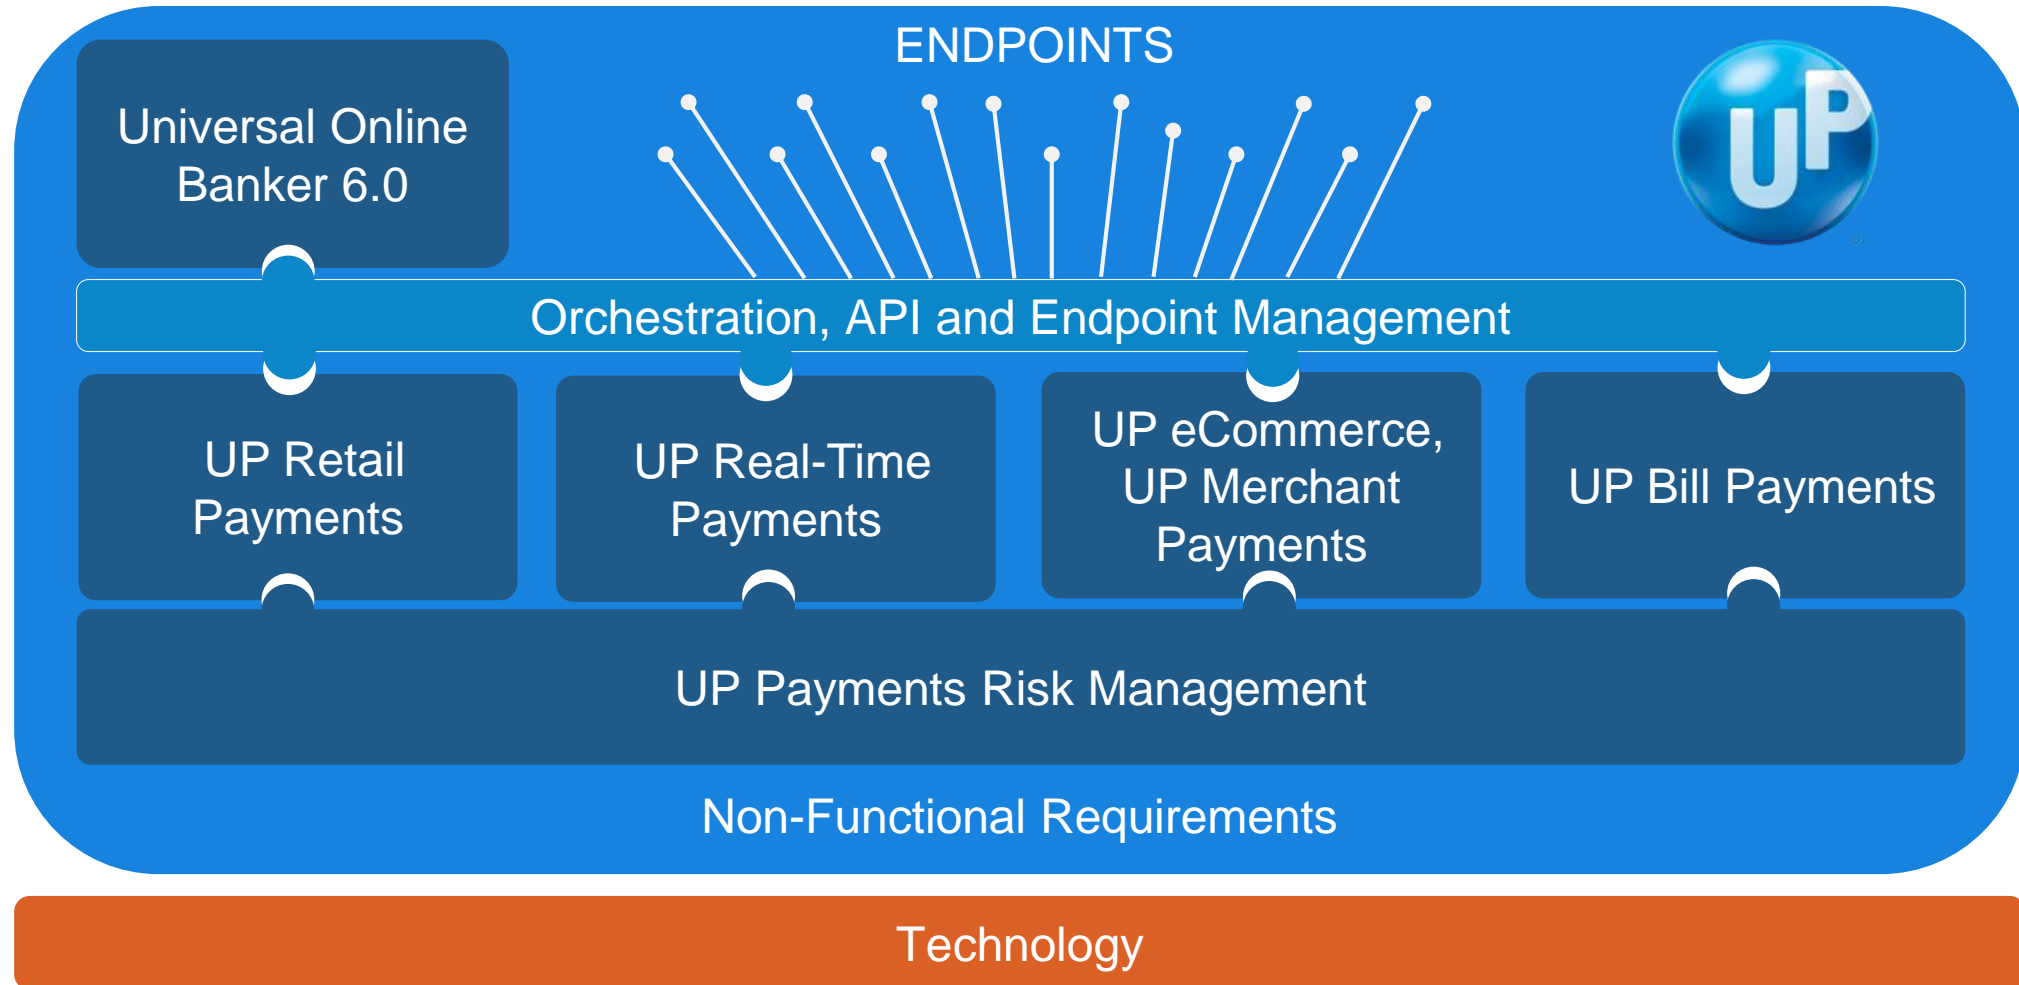 ENDPOINTS
UP
Universal Online
Banker 6.0
Orchestration, API and Endpoint Management
UP Retail
Payments
UP Real-Time
Payments
UP eCommerce,
UP Merchant
Payments
UP Bill Payments
UP Payments Risk Management
Non-Functional Requirements
Technology